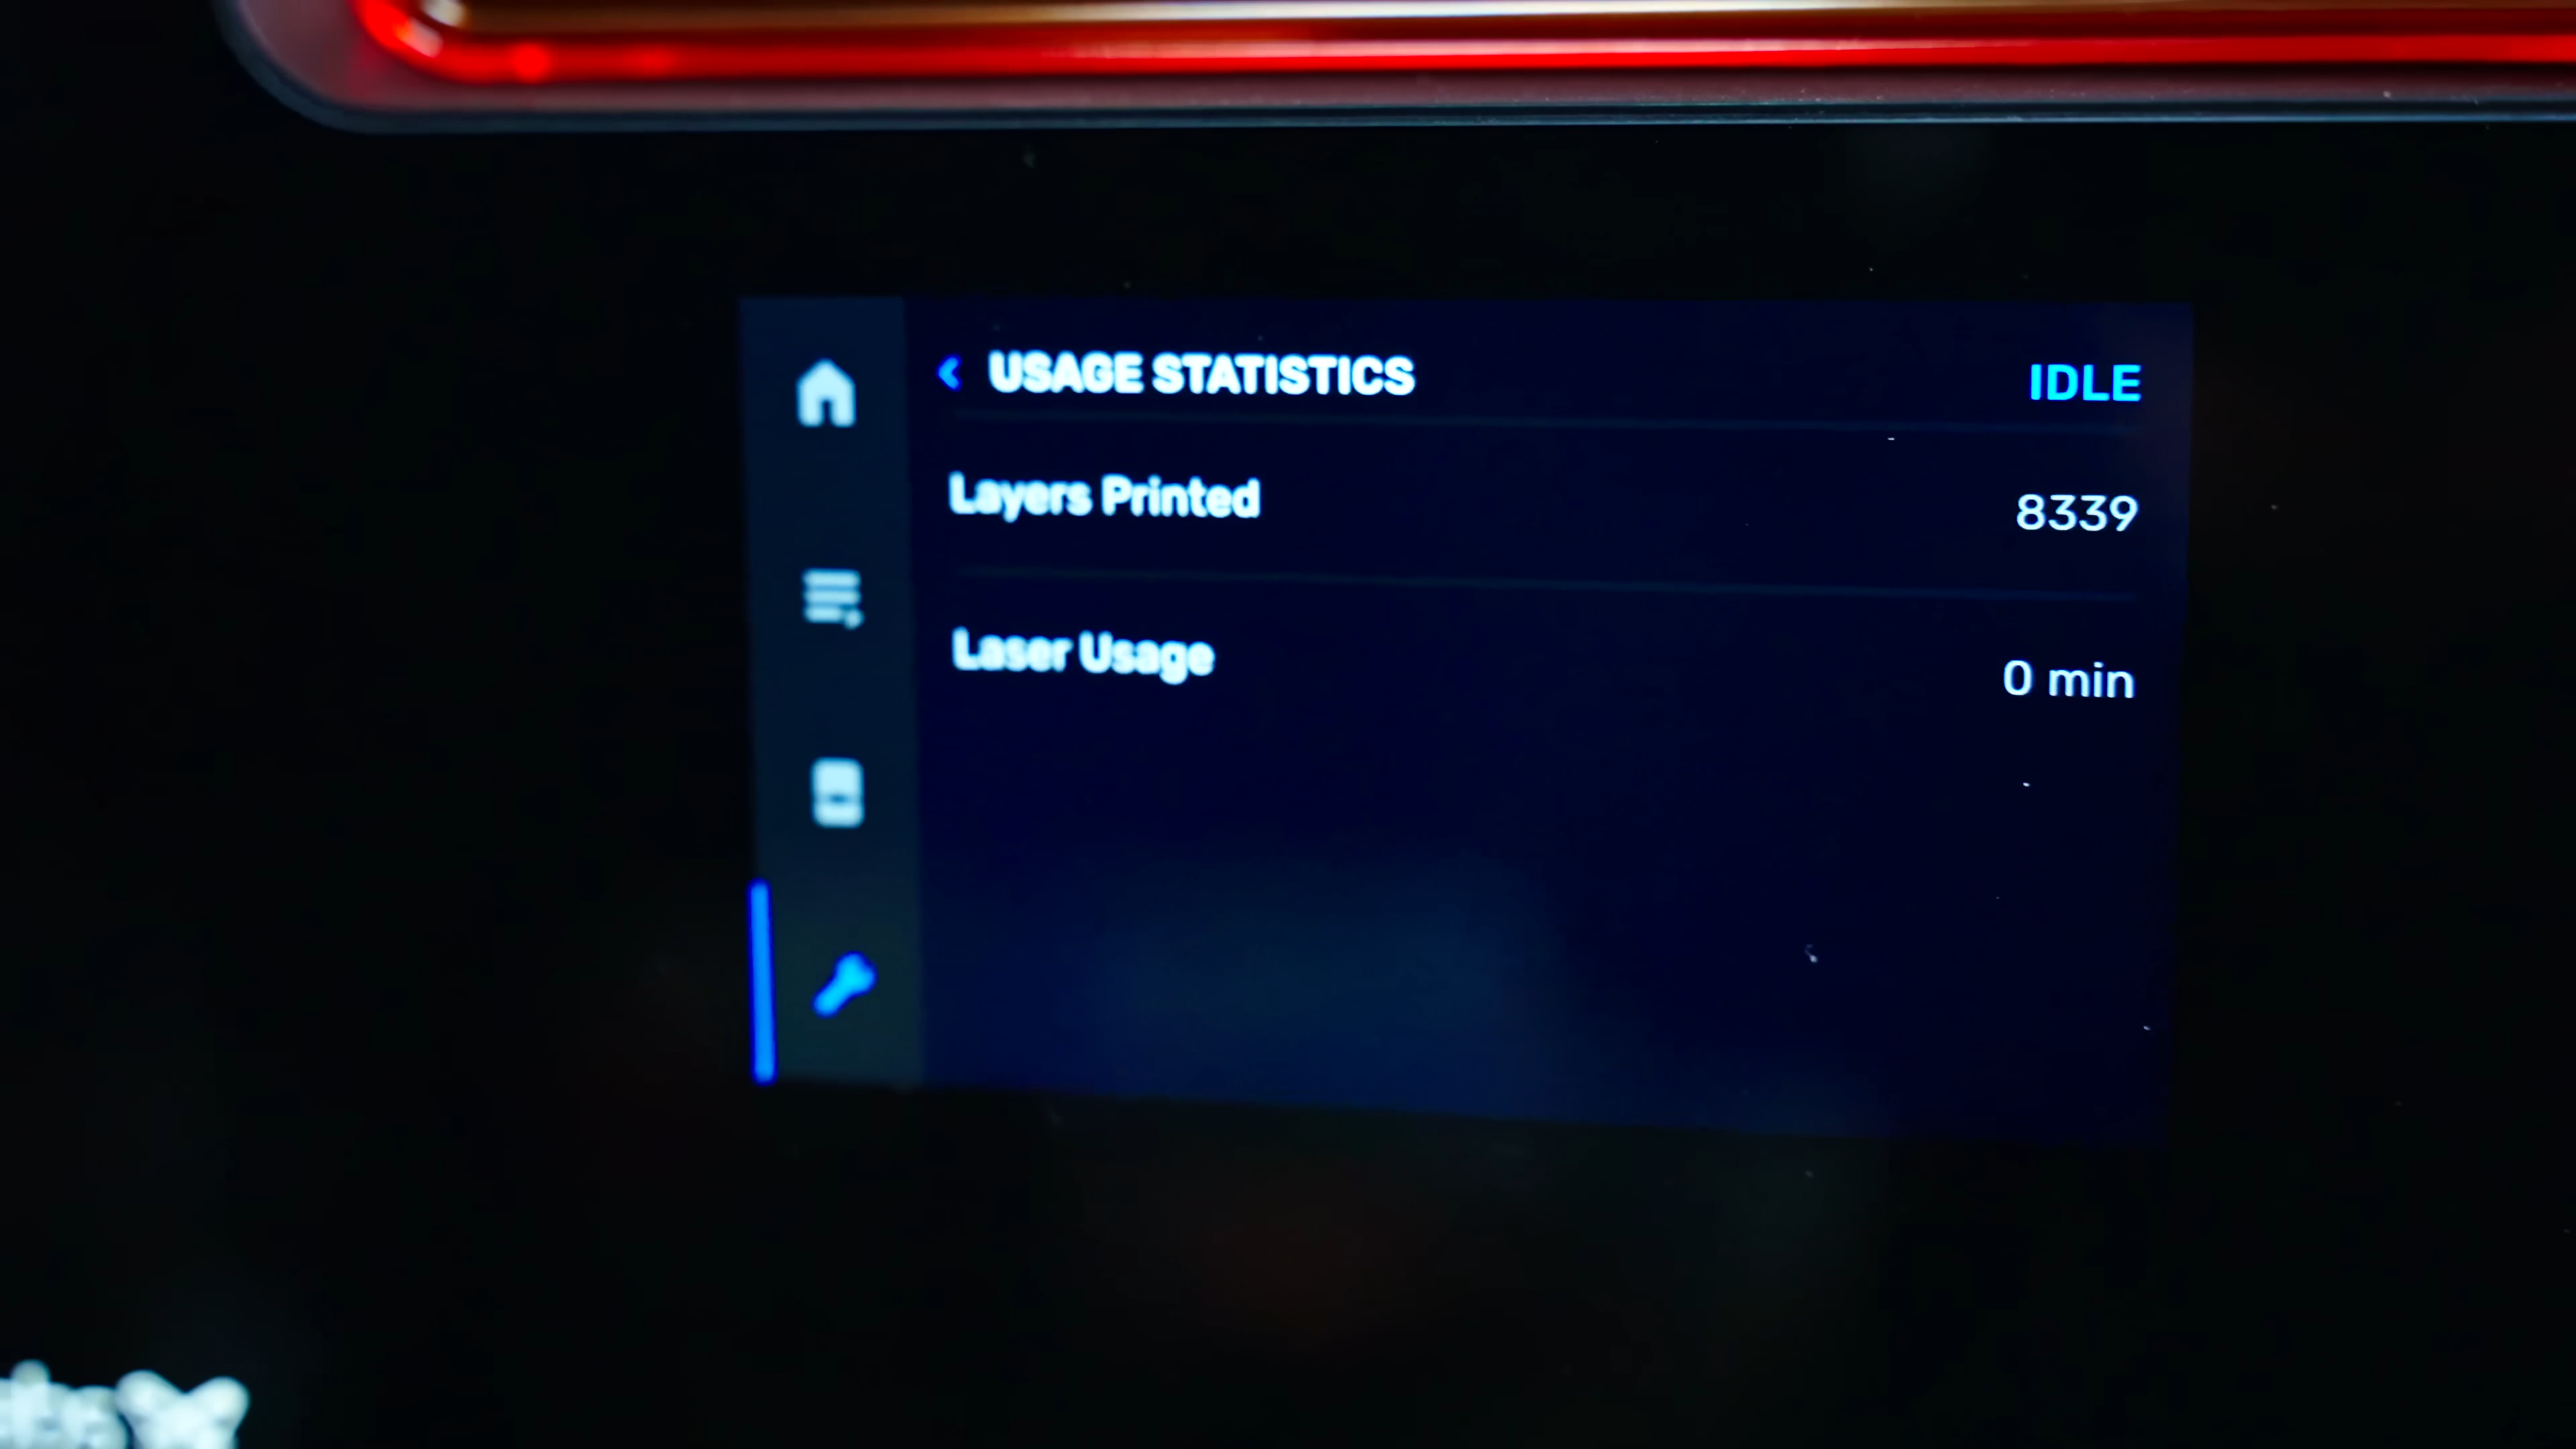 USAGE STATISTICS
IDLE
Layers Printed
8339
Laser Usage
0 min